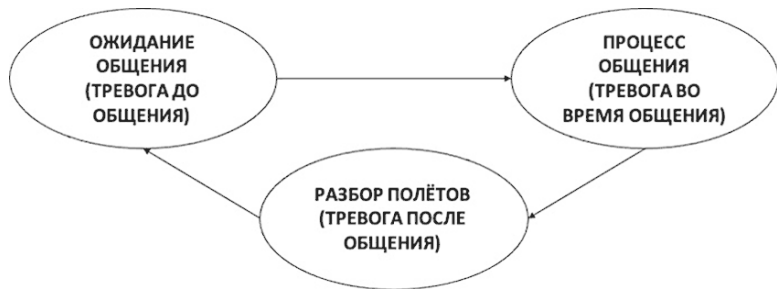 ОЖИДАНИЕ
ОБЩЕНИЯ
(ТРЕВОГА ДО
ОБЩЕНИЯ)
ПРОЦЕСС
ОБЩЕНИЯ
(ТРЕВОГА ВО
ВРЕМЯ ОБЩЕНИЯ)
РАЗБОР ПОЛЁТОВ
(ТРЕВОГА ПОСЛЕ
ОБЩЕНИЯ)